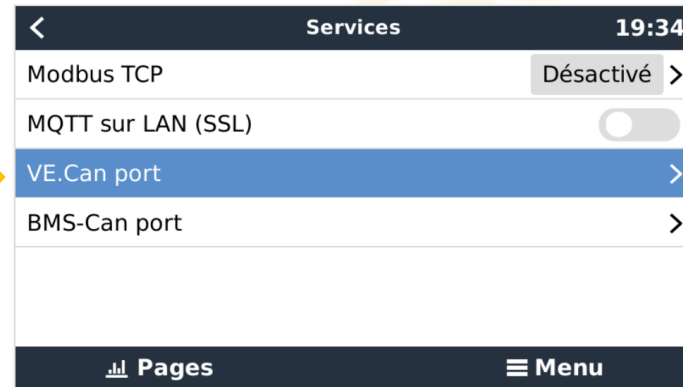 Services 19:34
Modbus TCP Désactivé
MQTT sur LAN (SSL)
VE.Can port
BMS-Can port
Pages Menu